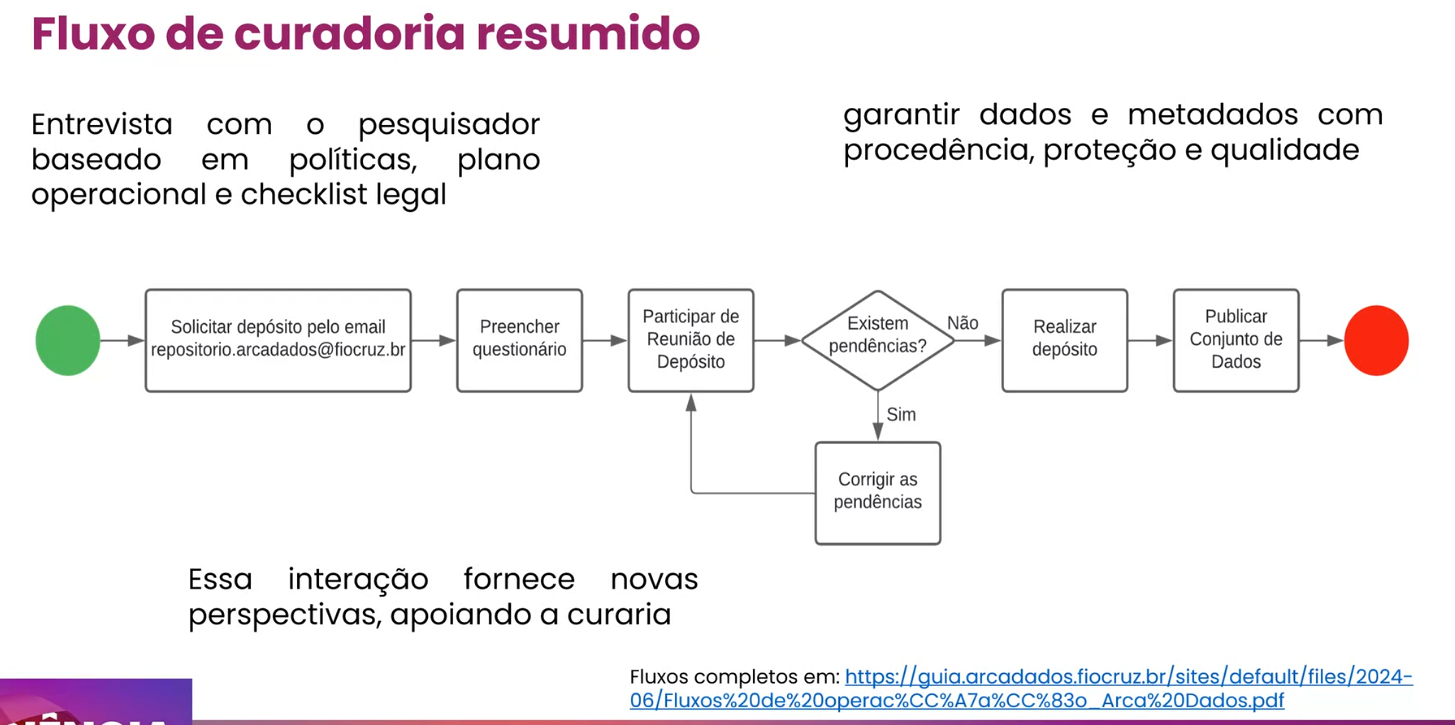 Fluxo de curadoria resumido
Entrevista com o pesquisador
baseado em políticas, plano
operacional e checklist legal
garantir dados e metadados com
procedência, proteção e qualidade
Solicitar depósito pelo email
repositorio.arcadados@fiocruz.br
Preencher
questionário
Participar de
Reunião de
Depósito
Existem
pendências?
Não
Realizar
depósito
Publicar
Conjunto de
Dados
Sim
Corrigir as
pendências
Essa interação fornece novas
perspectivas, apoiando a curaria
Fluxos completos em: https://guia.arcadados.fiocruz.br/sites/default/files/2024-
06/Fluxos%20de%20operac%CC%A7a%CC%83o_Arca%20Dados.pdf